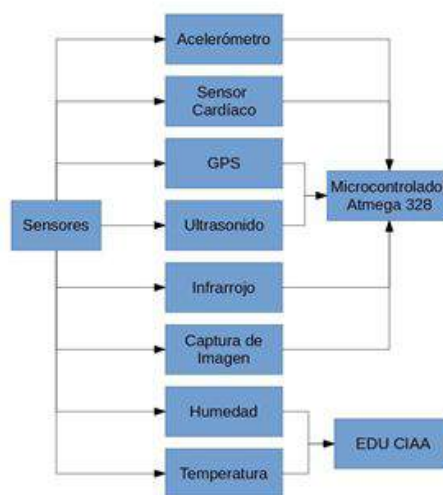 Acelerómetro
Sensor
Cardíaco
GPS
Microcontrolado
Atmega 328
Sensores
Ultrasonido
Infrarrojo
Captura de
Imagen
Humedad
EDU CIAA
Temperatura